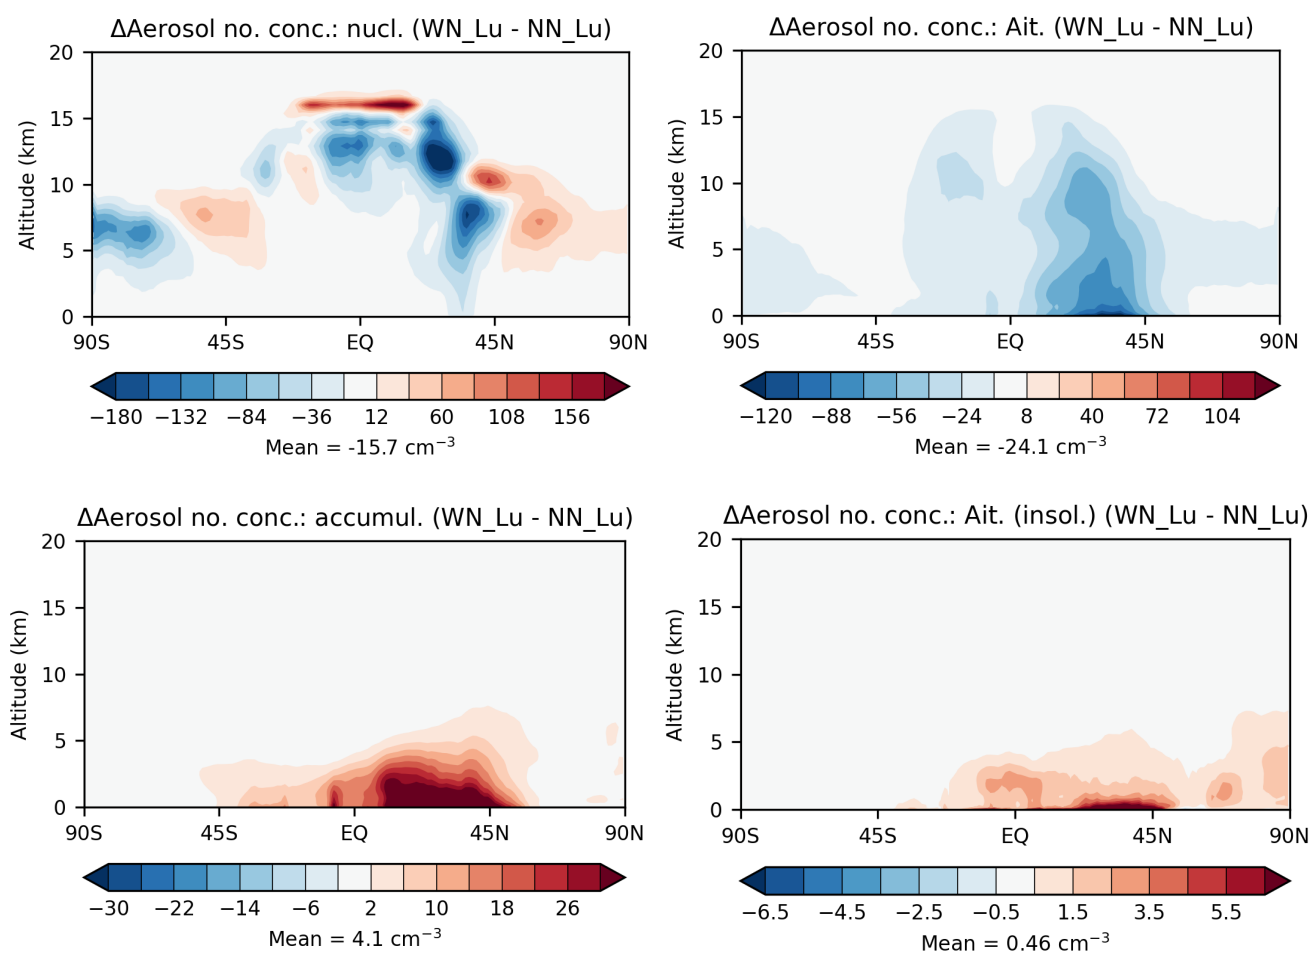 ΔAerosol no. conc.: nucl. (WN_Lu - NN_Lu)
20
15
10
5
0
Altitude (km)
90S 45S EQ 45N 90N
−180 −132 −84 −36 12 60 108 156
Mean = -15.7 cm⁻³
ΔAerosol no. conc.: Ait. (WN_Lu - NN_Lu)
20
15
10
5
0
Altitude (km)
90S 45S EQ 45N 90N
−120 −88 −56 −24 8 40 72 104
Mean = -24.1 cm⁻³
ΔAerosol no. conc.: accumul. (WN_Lu - NN_Lu)
20
15
10
5
0
Altitude (km)
90S 45S EQ 45N 90N
−30 −22 −14 −6 2 10 18 26
Mean = 4.1 cm⁻³
ΔAerosol no. conc.: Ait. (insol.) (WN_Lu - NN_Lu)
20
15
10
5
0
Altitude (km)
90S 45S EQ 45N 90N
−6.5 −4.5 −2.5 −0.5 1.5 3.5 5.5
Mean = 0.46 cm⁻³